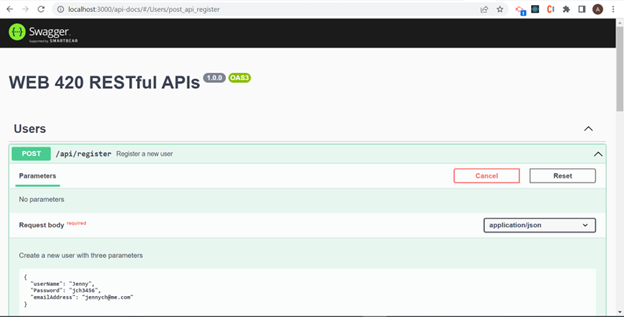 localhost:3000/api-docs/#/Users/post_api_register
A
Swagger
Supported by SMARTBEAR
WEB 420 RESTful APIs 1.0.0 OAS3
Users
POST /api/register Register a new user
Parameters Cancel Reset
No parameters
Request body required application/json
Create a new user with three parameters
{
"userName": "Jenny",
"Password": "jch3456",
"emailAddress": "jennych@me.com"
}